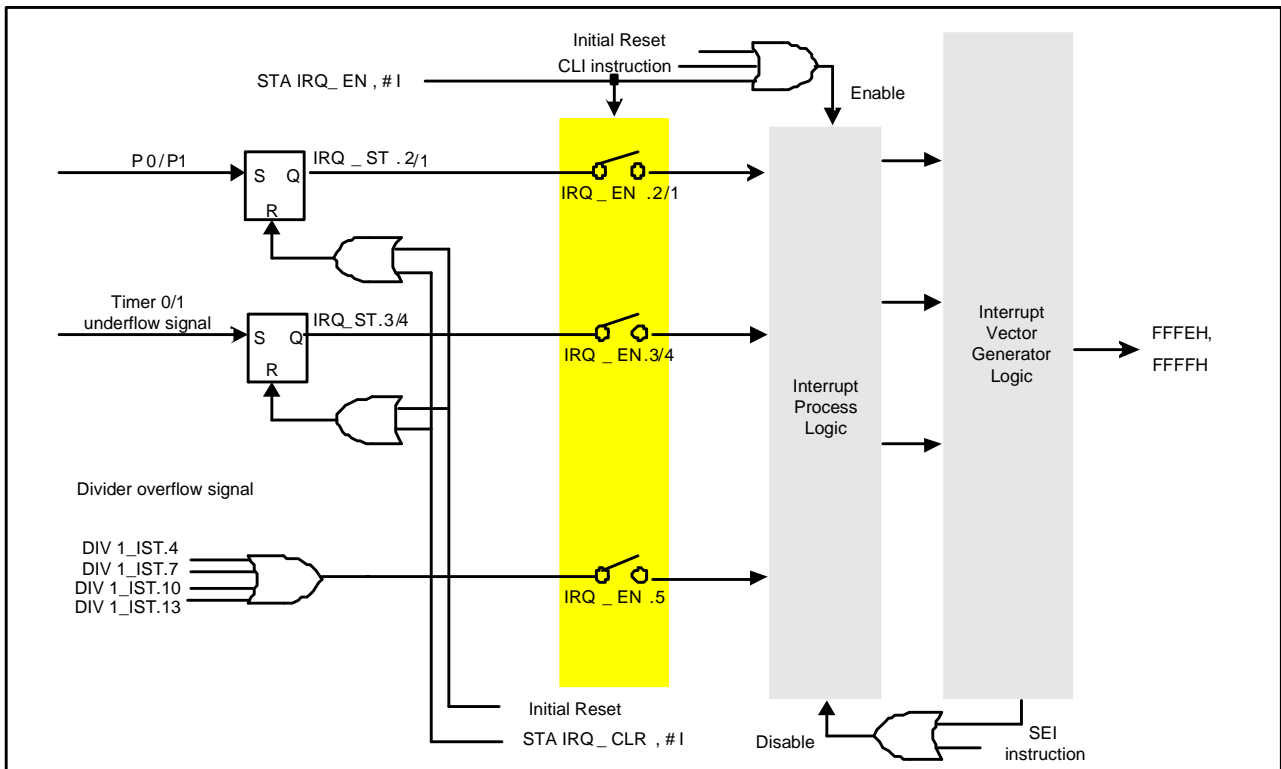 Initial Reset
CLI instruction
STA IRQ_ EN , # I
Enable
P 0 / P1
IRQ _ ST . 2/1
S Q
R
IRQ _ EN . 2/1
Timer 0/1
underflow signal
IRQ_ST.3/4
S Q
R
IRQ _ EN.3/4
Interrupt
Process
Logic
Interrupt
Vector
Generator
Logic
FFFEH,
FFFFH
Divider overflow signal
DIV 1_IST.4
DIV 1_IST.7
DIV 1_IST.10
DIV 1_IST.13
IRQ _ EN .5
Initial Reset
STA IRQ _ CLR , # I
Disable
SEI
instruction